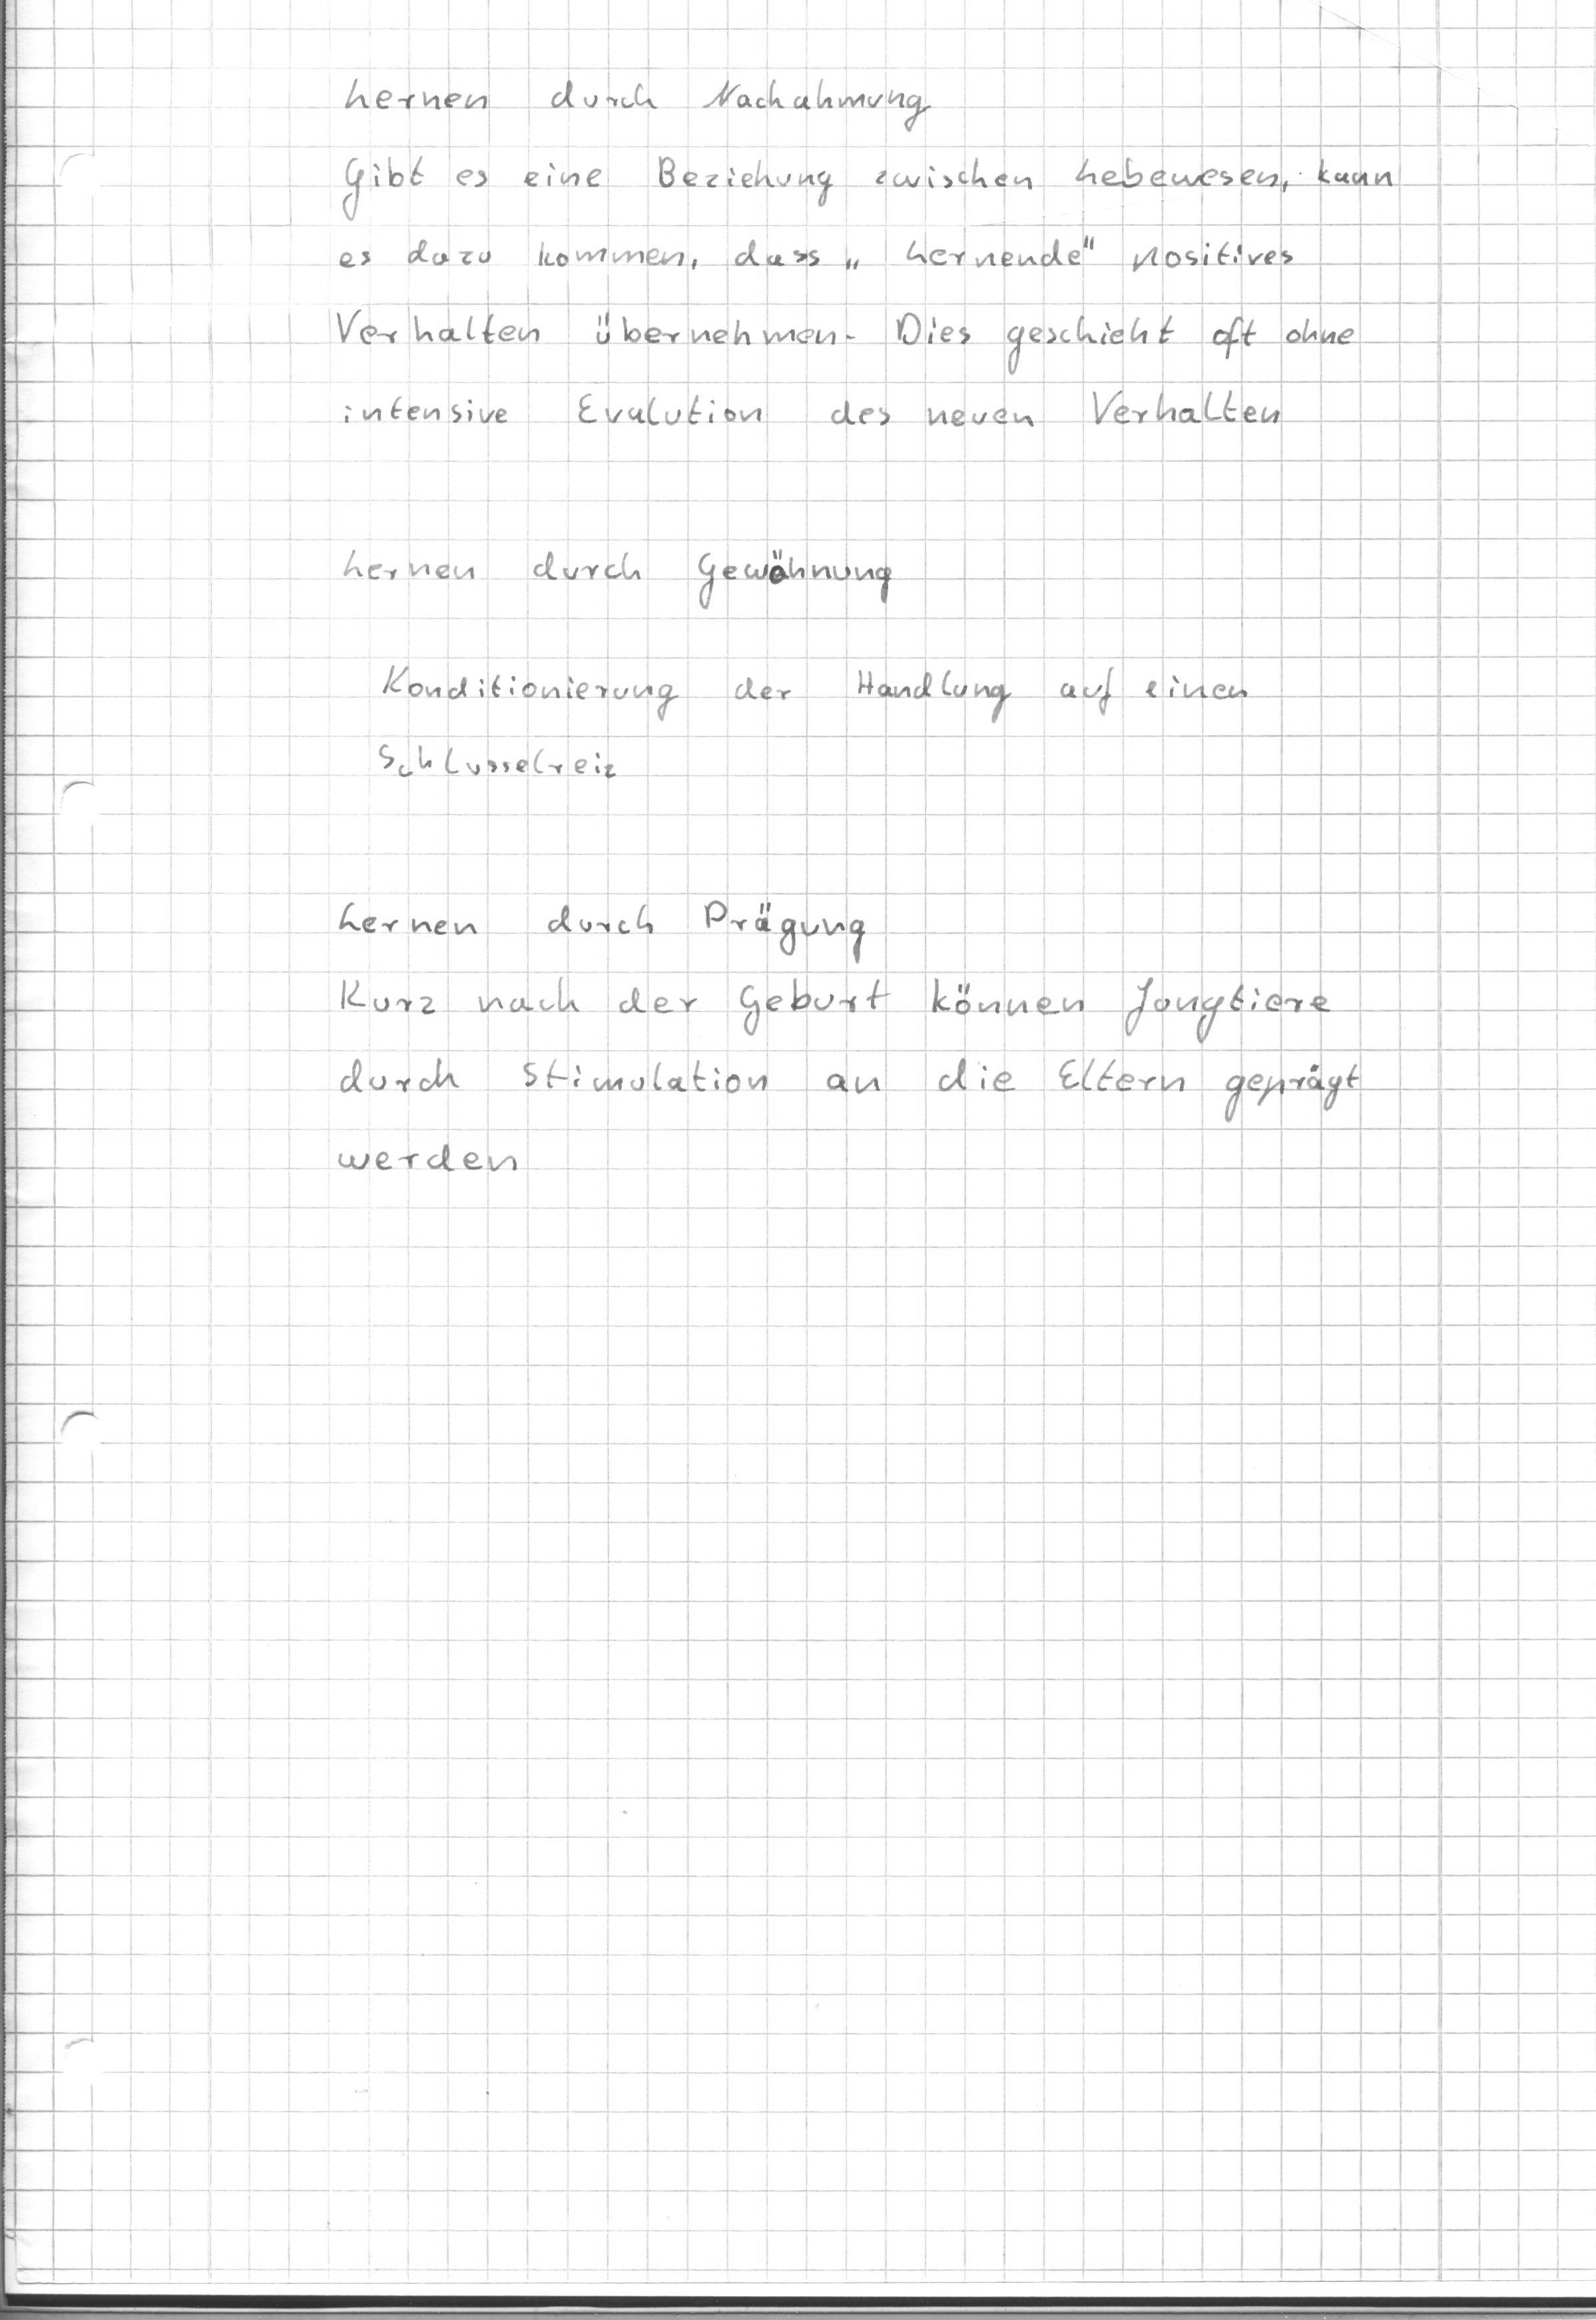 Lernen durch Nachahmung
Gibt es eine Beziehung zwischen Lebewesen, kann
es dazu kommen, dass „Lernende" positives
Verhalten übernehmen. Dies geschieht oft ohne
intensive Evalution des neuen Verhalten
Lernen durch Gewöhnung
Konditionierung der Handlung auf einen
Schlusselreiz
Lernen durch Prägung
Kurz nach der Geburt können Jungtiere
durch Stimulation an die Eltern geprägt
werden